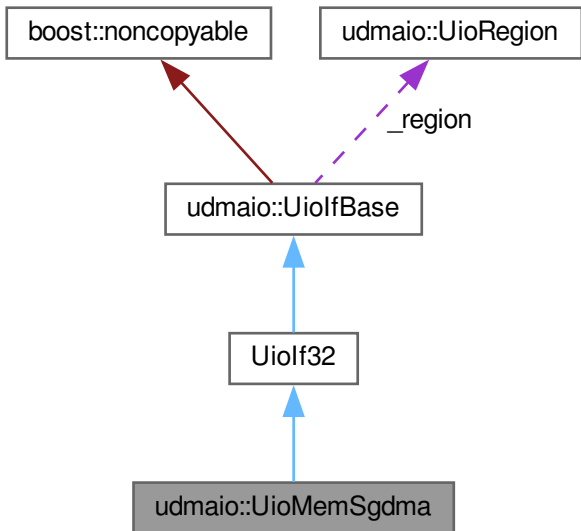 boost::noncopyable
udmaio::UioRegion
_region
udmaio::UioIfBase
UioIf32
udmaio::UioMemSgdma